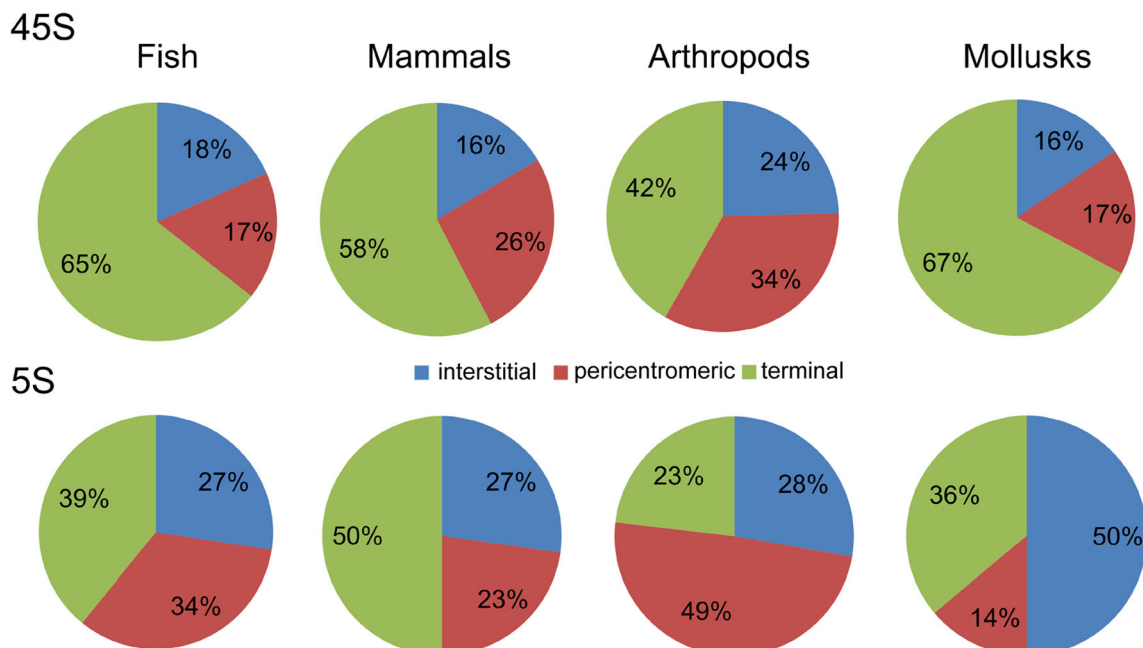 45S
Fish Mammals Arthropods Mollusks
18% 16% 24% 16%
17% 26% 34% 17%
65% 58% 42% 67%
interstitial pericentromeric terminal
5S
27% 27% 28% 50%
34% 23% 49% 14%
39% 50% 23% 36%